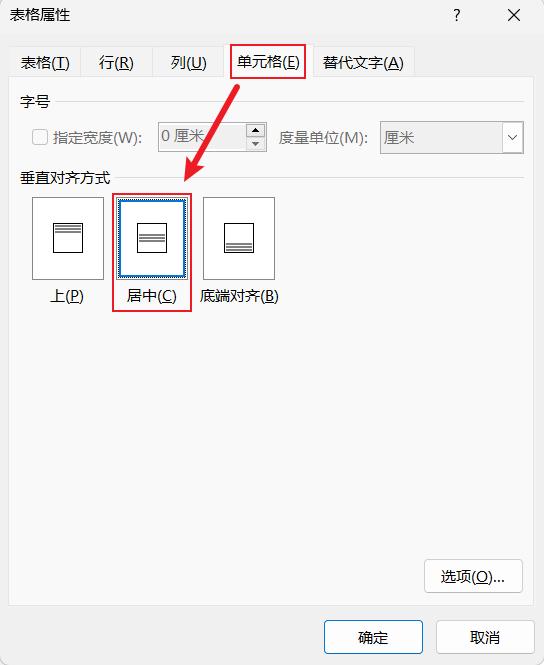 表格属性 ?
表格(T) 行(R) 列(U) 单元格(E) 替代文字(A)
字号
指定宽度(W): 0 厘米 度量单位(M): 厘米
垂直对齐方式
上(P) 居中(C) 底端对齐(B)
选项(O)...
确定 取消